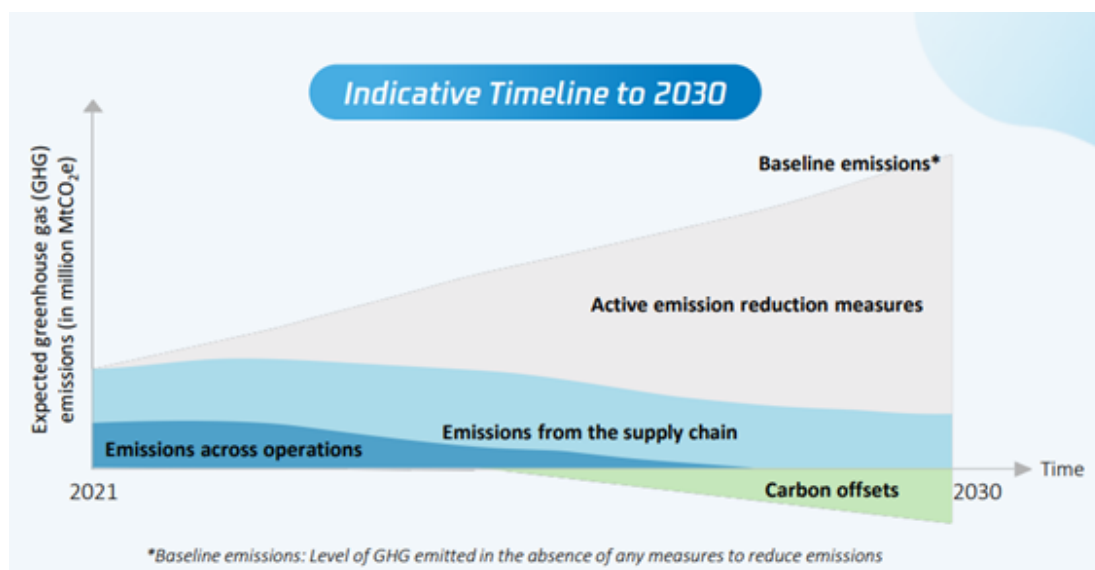 Indicative Timeline to 2030
Expected greenhouse gas (GHG)
emissions (in million MtCO₂e)
Baseline emissions*
Active emission reduction measures
Emissions from the supply chain
Emissions across operations
Time
2021
Carbon offsets
2030
*Baseline emissions: Level of GHG emitted in the absence of any measures to reduce emissions